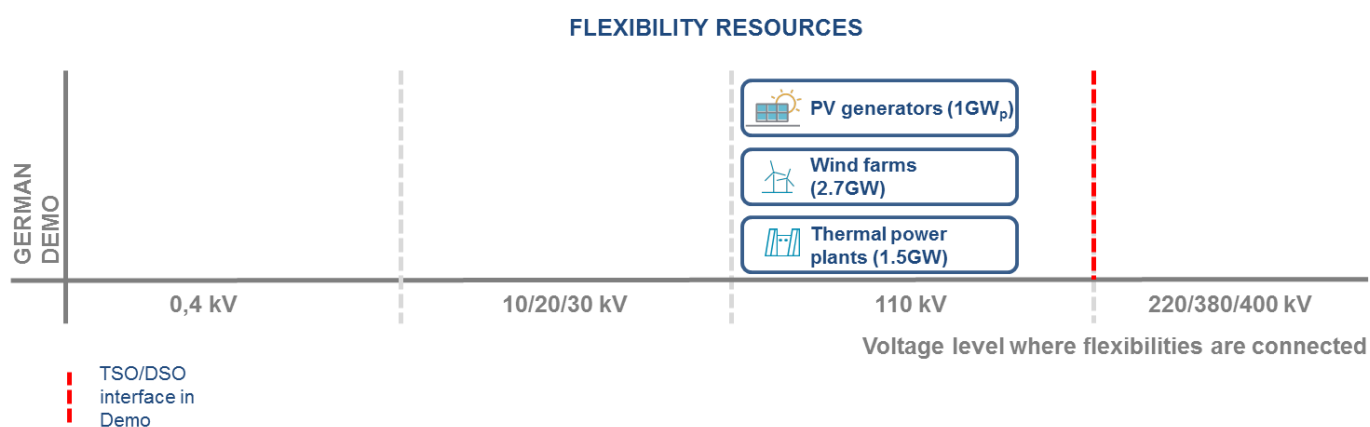 FLEXIBILITY RESOURCES
PV generators (1GWp)
Wind farms
(2.7GW)
Thermal power
plants (1.5GW)
GERMAN
DEMO
0,4 kV
10/20/30 kV
110 kV
220/380/400 kV
Voltage level where flexibilities are connected
TSO/DSO
interface in
Demo